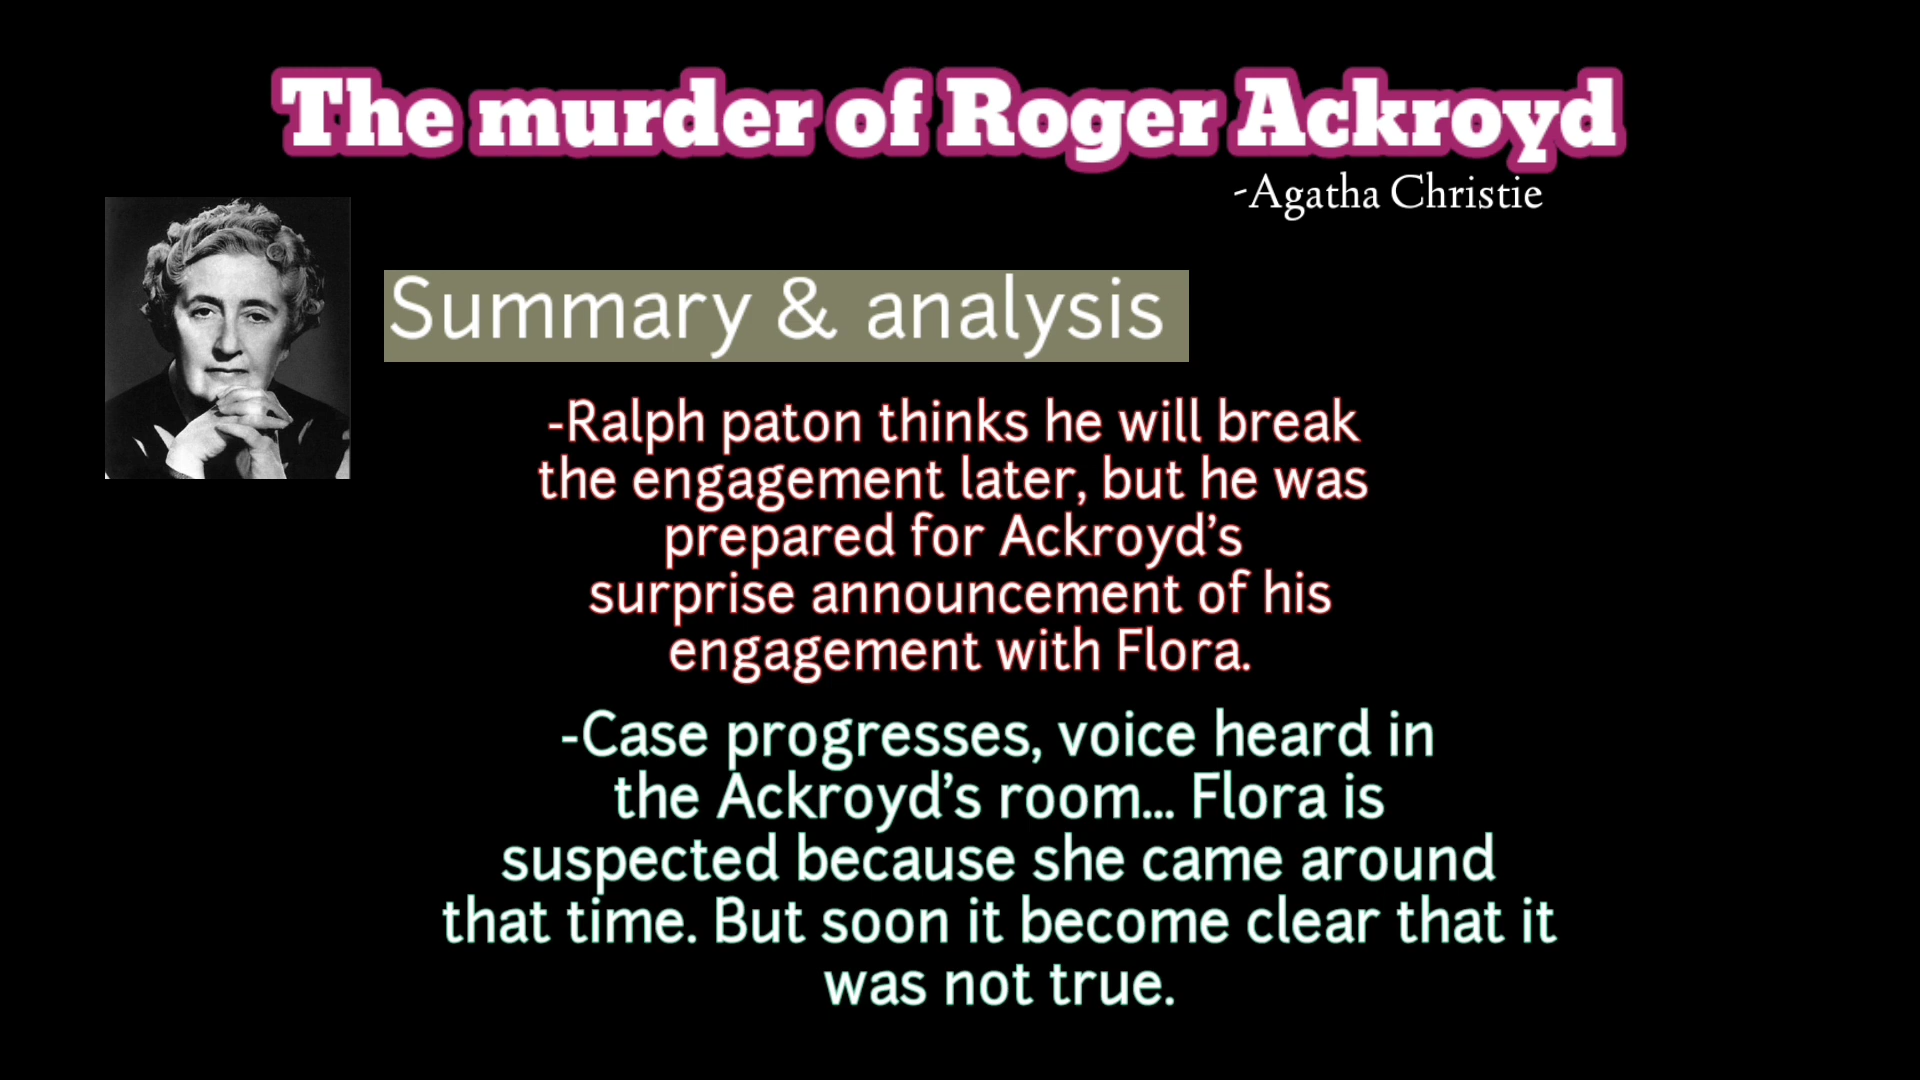 The murder of Roger Ackroyd
-Agatha Christie
Summary & analysis
-Ralph paton thinks he will break
the engagement later, but he was
prepared for Ackroyd’s
surprise announcement of his
engagement with Flora.
-Case progresses, voice heard in
the Ackroyd’s room... Flora is
suspected because she came around
that time. But soon it become clear that it
was not true.